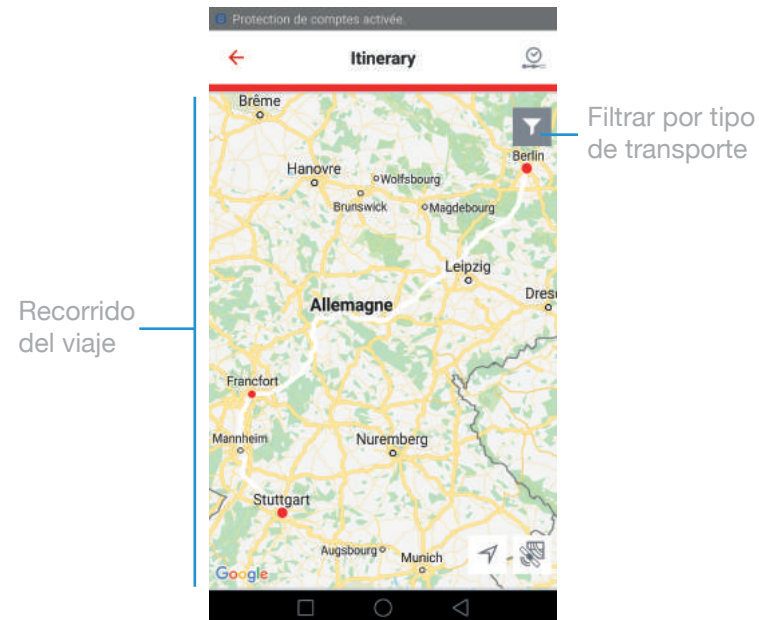 Protection de comptes activée.
Itinerary
Brême
Filtrar por tipo
de transporte
Berlin
Hanovre
Wolfsbourg
Brunswick
Magdebourg
Leipzig
Dres
Allemagne
Recorrido
del viaje
Francfort
Mannheim
Nuremberg
Stuttgart
Augsbourg
Munich
Google